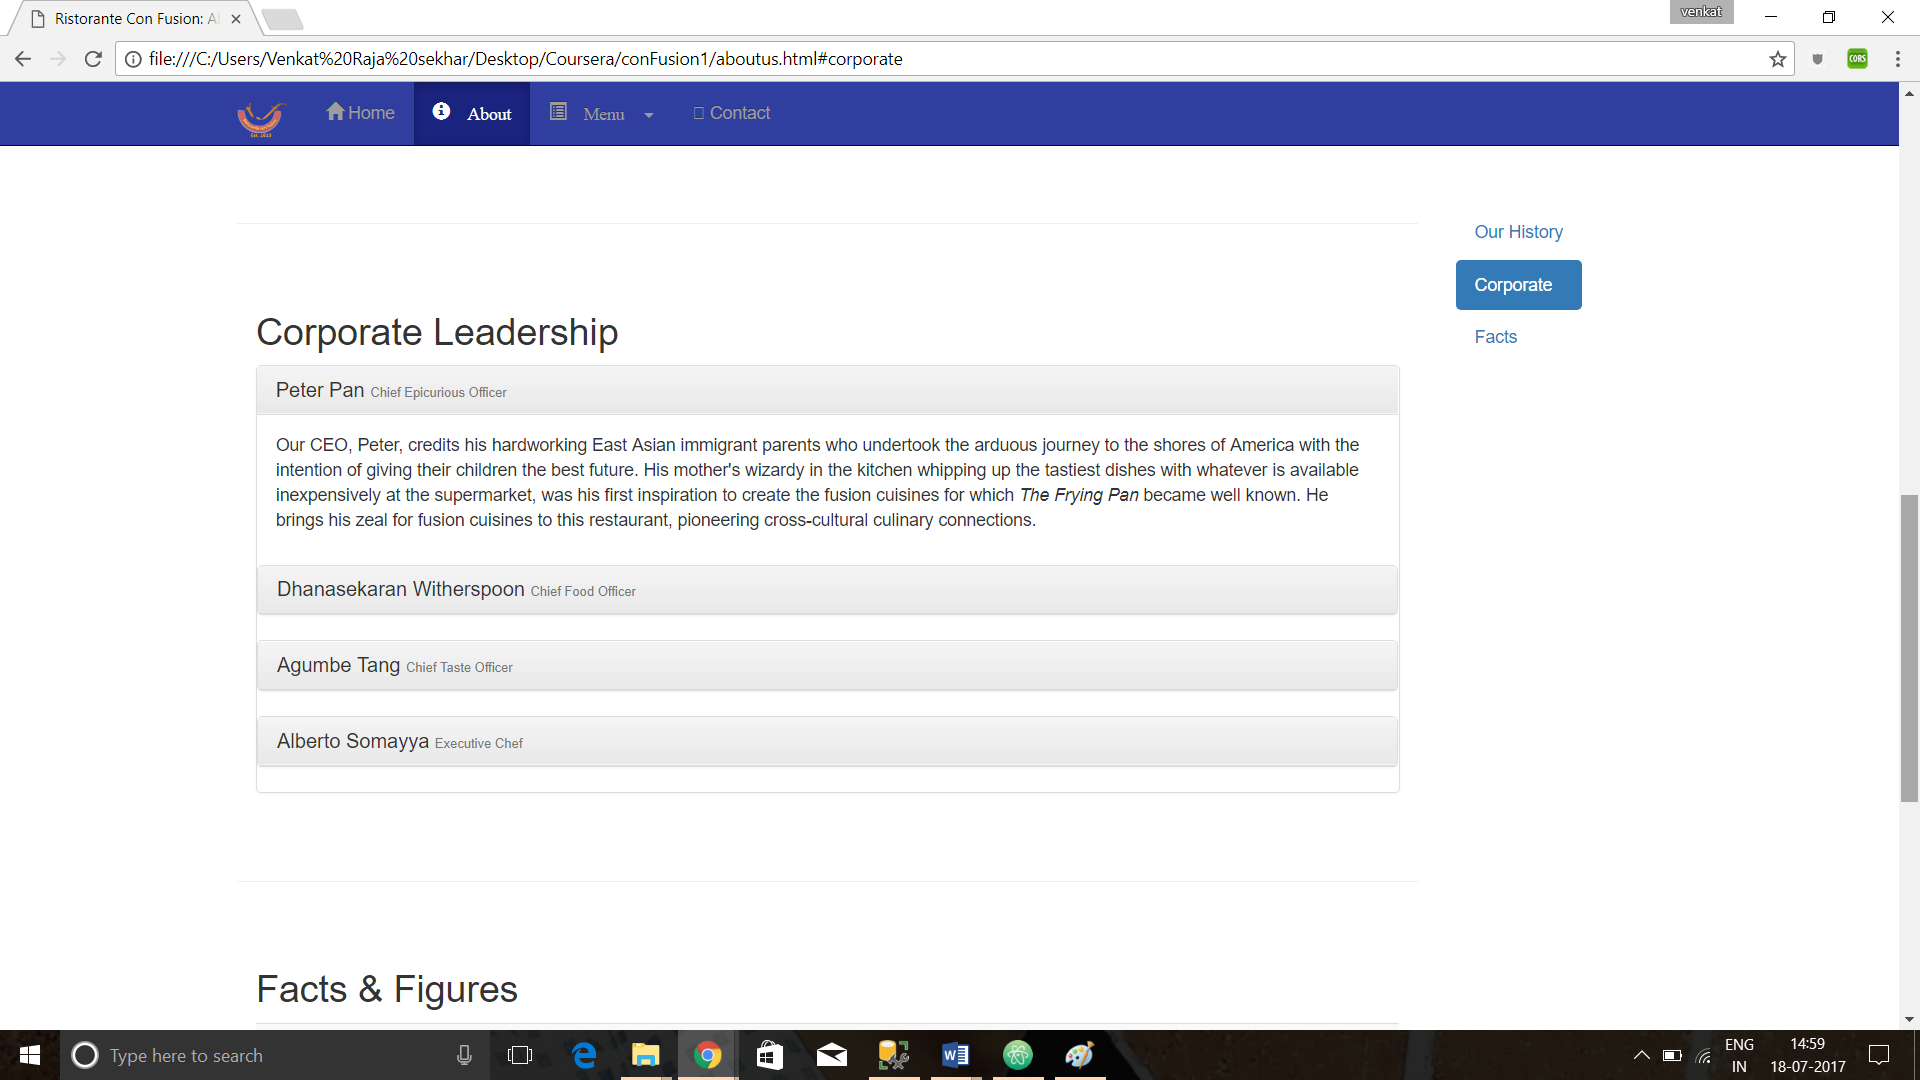 Ristorante Con Fusion: A
venkat
file:///C:/Users/Venkat%20Raja%20sekhar/Desktop/Coursera/conFusion1/aboutus.html#corporate
CORS
Home
About
Menu
Contact
Our History
Corporate
Facts
Corporate Leadership
Peter Pan Chief Epicurious Officer
Our CEO, Peter, credits his hardworking East Asian immigrant parents who undertook the arduous journey to the shores of America with the
intention of giving their children the best future. His mother's wizardy in the kitchen whipping up the tastiest dishes with whatever is available
inexpensively at the supermarket, was his first inspiration to create the fusion cuisines for which The Frying Pan became well known. He
brings his zeal for fusion cuisines to this restaurant, pioneering cross-cultural culinary connections.
Dhanasekaran Witherspoon Chief Food Officer
Agumbe Tang Chief Taste Officer
Alberto Somayya Executive Chef
Facts & Figures
Type here to search
ENG
IN
14:59
18-07-2017